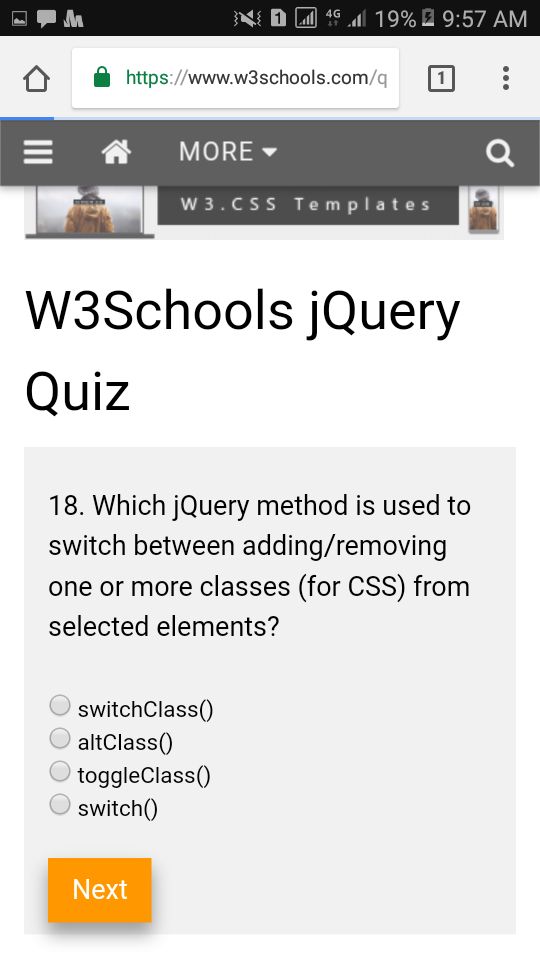 1 4G 19% 9:57 AM
https://www.w3schools.com/q
1
MORE
W3.CSS Templates
W3Schools jQuery
Quiz
18. Which jQuery method is used to
switch between adding/removing
one or more classes (for CSS) from
selected elements?
switchClass()
altClass()
toggleClass()
switch()
Next